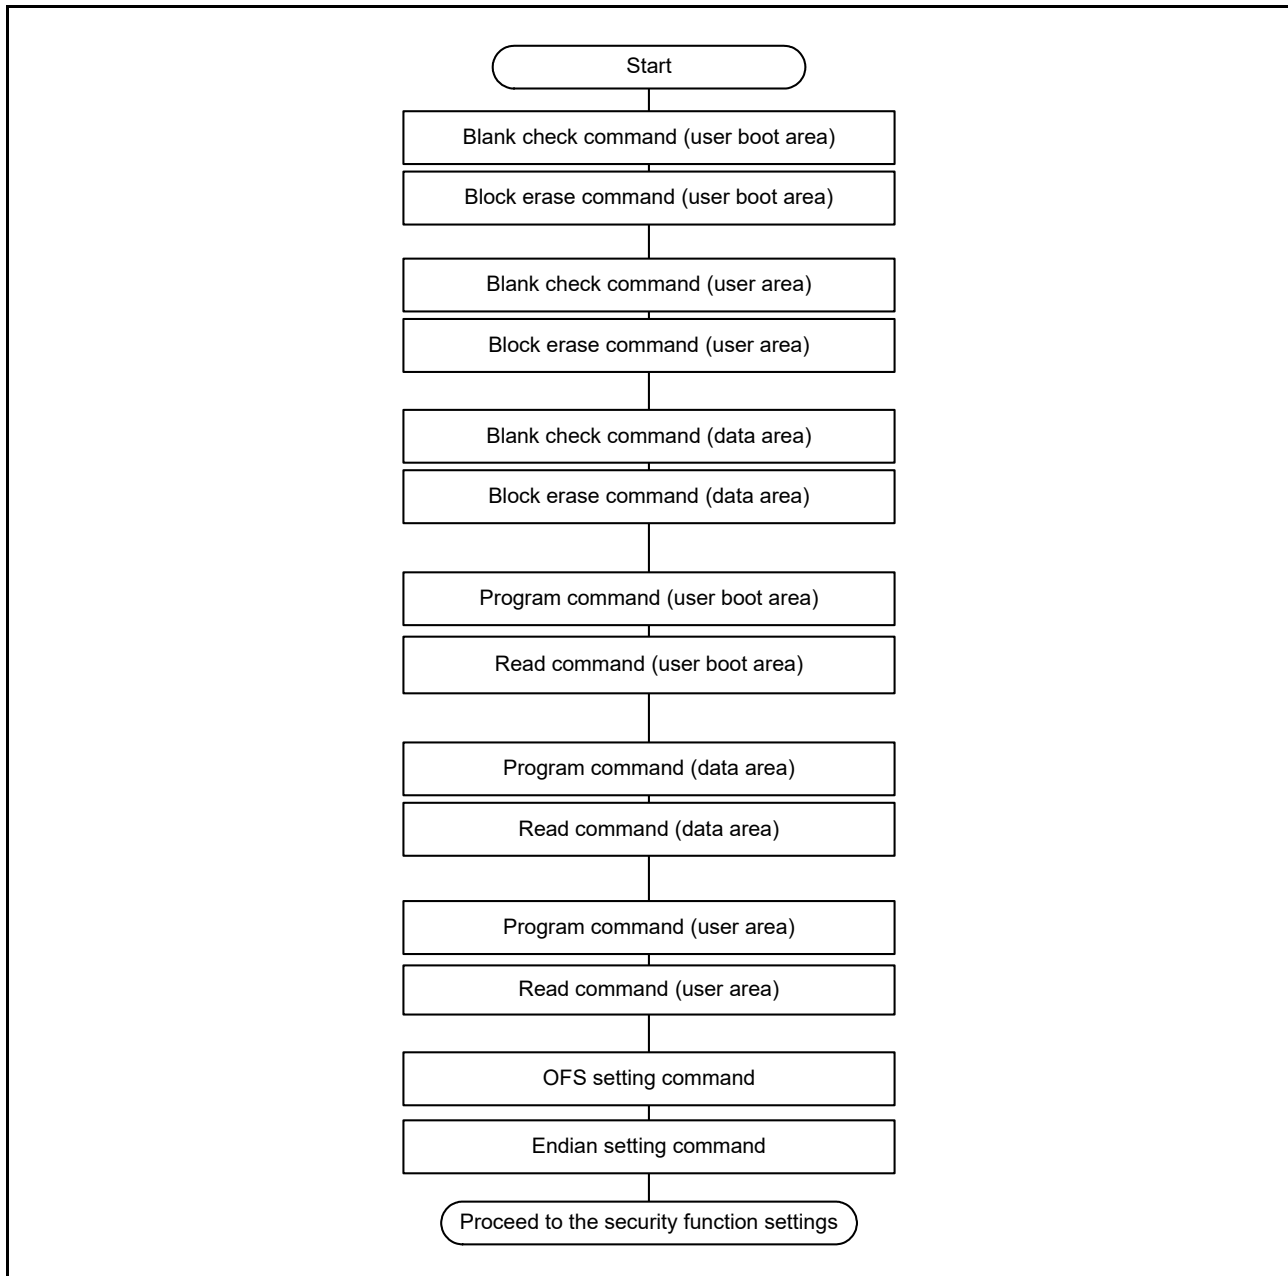 Start
Blank check command (user boot area)
Block erase command (user boot area)
Blank check command (user area)
Block erase command (user area)
Blank check command (data area)
Block erase command (data area)
Program command (user boot area)
Read command (user boot area)
Program command (data area)
Read command (data area)
Program command (user area)
Read command (user area)
OFS setting command
Endian setting command
Proceed to the security function settings